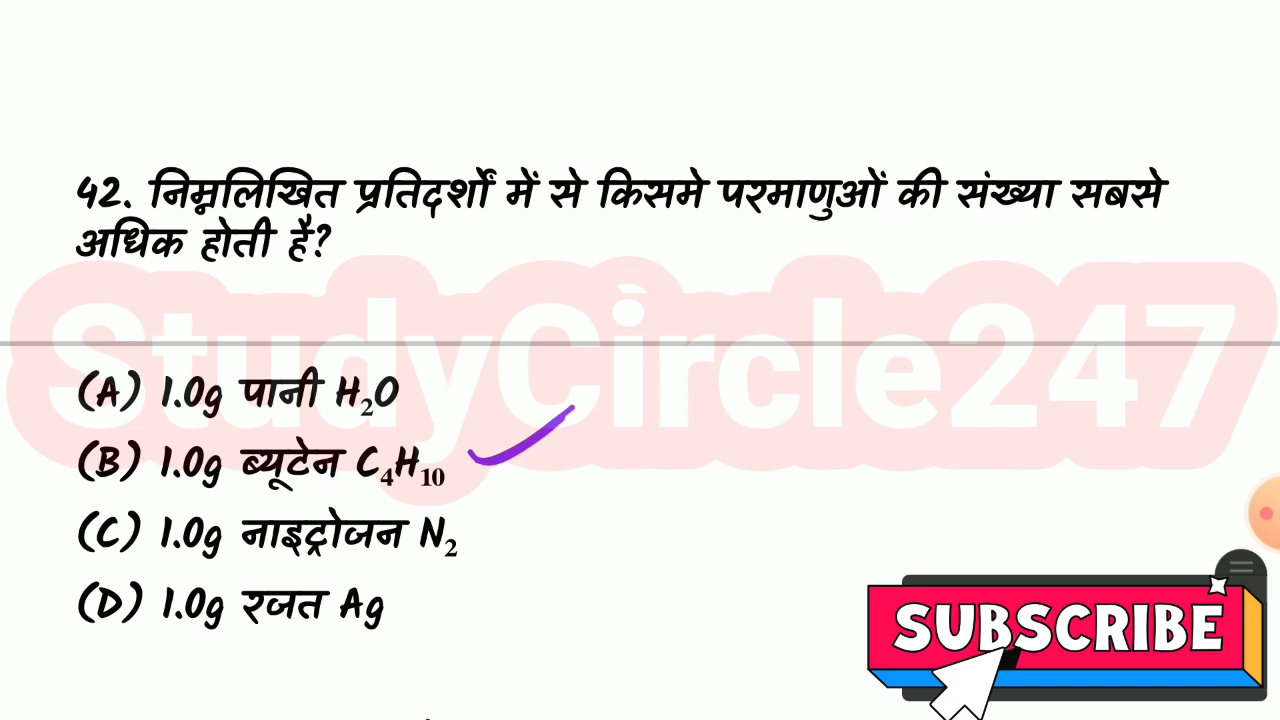 42. निम्नलिखित प्रतिदर्शों में से किसमे परमाणुओं की संख्या सबसे
अधिक होती है?
StudyCircle247
(A) 1.0g पानी H₂O
(B) 1.0g ब्यूटेन C₄H₁₀
(C) 1.0g नाइट्रोजन N₂
(D) 1.0g रजत Ag
SUBSCRIBE